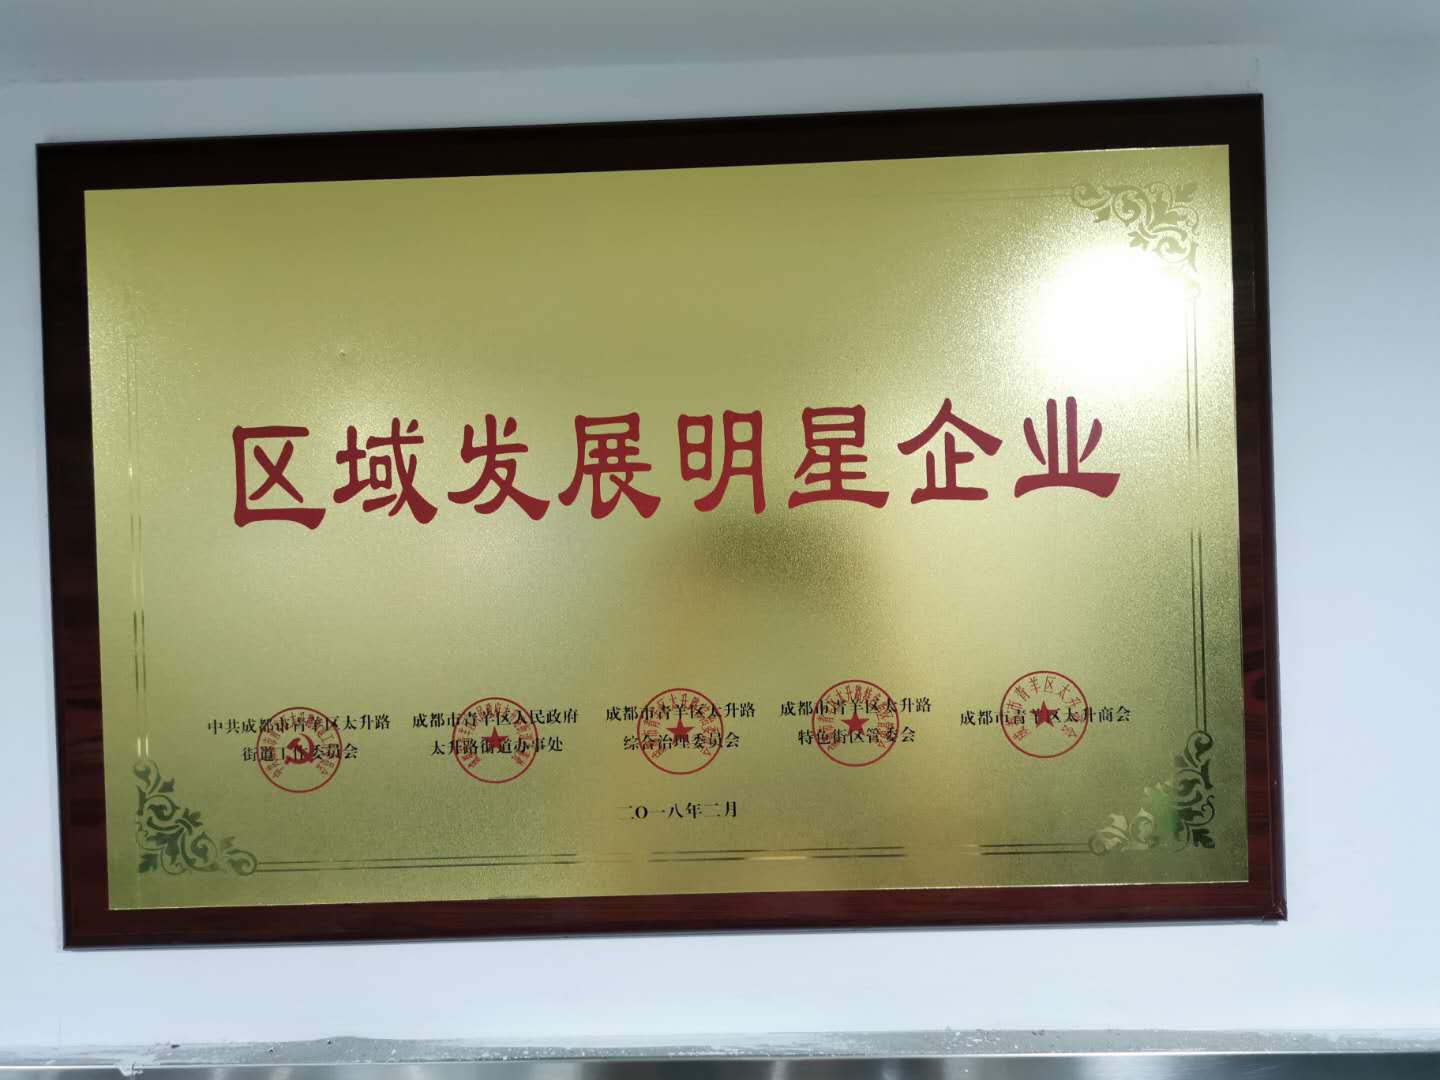 区域发展明星企业
中共成都市青羊区太升路
街道工作委员会
成都市青羊区人民政府
太升路街道办事处
成都市青羊区太升路
综合治理委员会
成都市青羊区太升路
特色街区管委会
成都市青羊区太升商会
二〇一八年二月